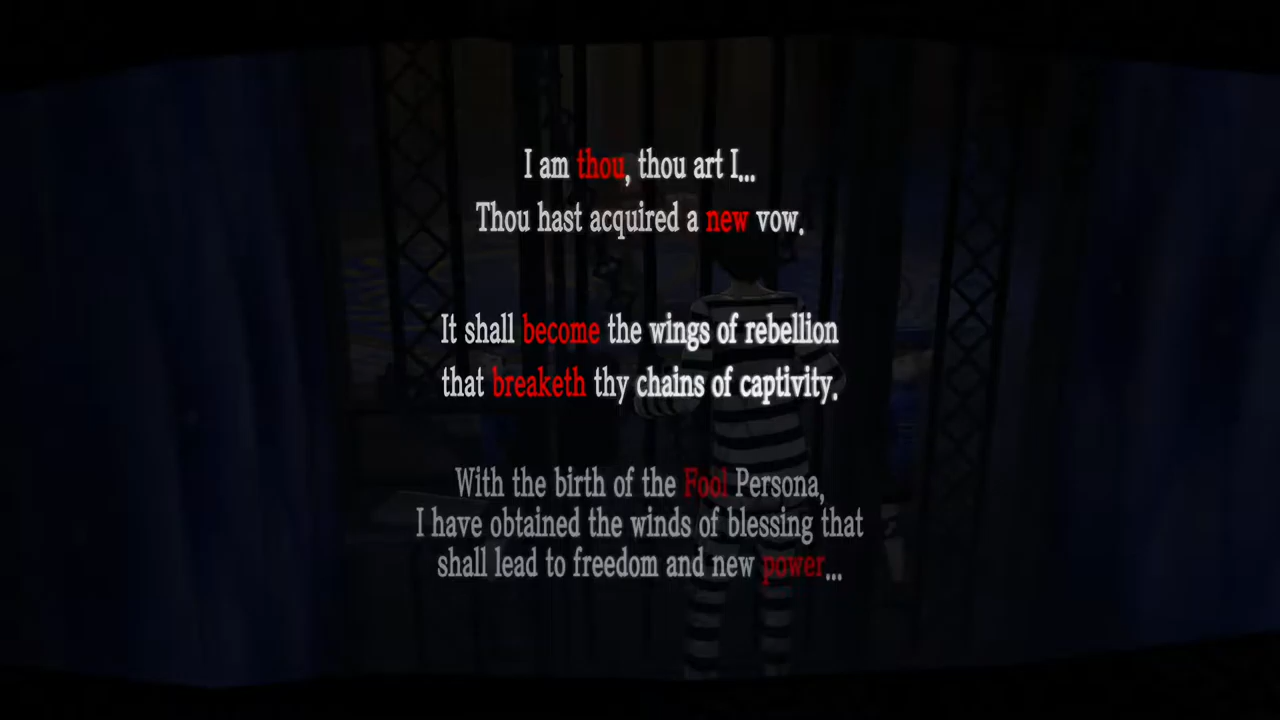 I am thou, thou art I...
Thou hast acquired a new vow.
It shall become the wings of rebellion
that breaketh thy chains of captivity.
With the birth of the Fool Persona,
I have obtained the winds of blessing that
shall lead to freedom and new power...